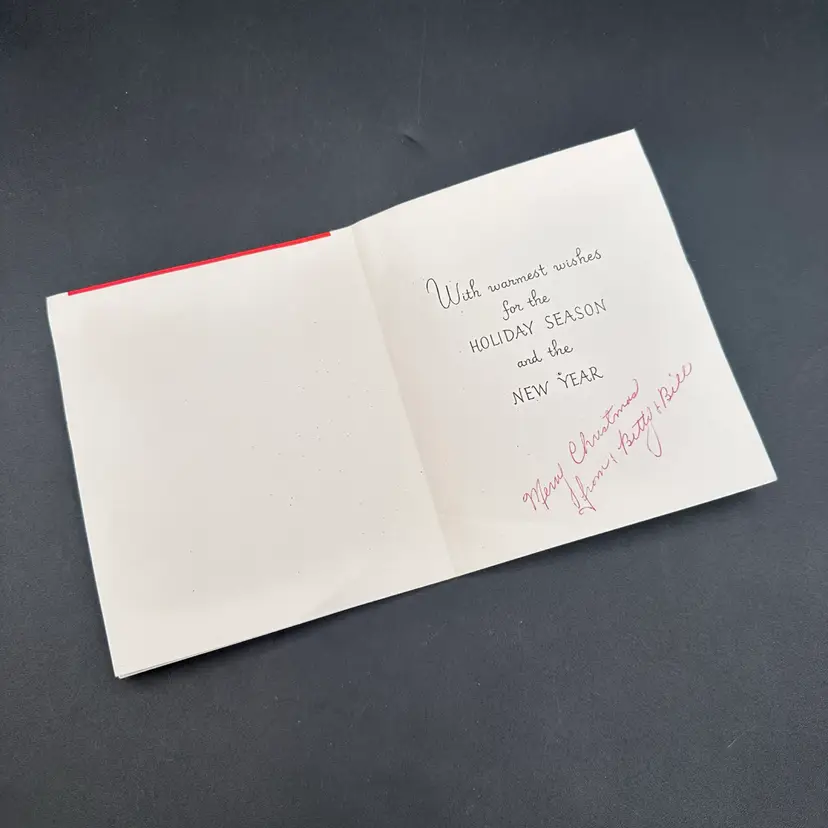 With warmest wishes
for the
HOLIDAY SEASON
and the
NEW YEAR
Merry Christmas
from, Betty & Bill